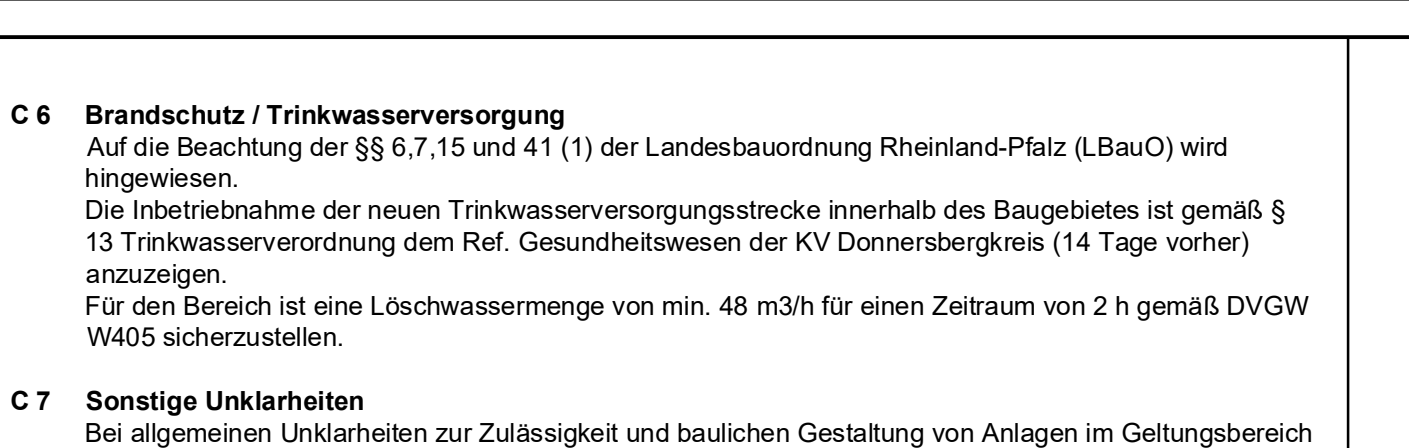 C 6 Brandschutz / Trinkwasserversorgung
Auf die Beachtung der §§ 6,7,15 und 41 (1) der Landesbauordnung Rheinland-Pfalz (LBauO) wird
hingewiesen.
Die Inbetriebnahme der neuen Trinkwasserversorgungsstrecke innerhalb des Baugebietes ist gemäß §
13 Trinkwasserverordnung dem Ref. Gesundheitswesen der KV Donnersbergkreis (14 Tage vorher)
anzuzeigen.
Für den Bereich ist eine Löschwassermenge von min. 48 m3/h für einen Zeitraum von 2 h gemäß DVGW
W405 sicherzustellen.
C 7 Sonstige Unklarheiten
Bei allgemeinen Unklarheiten zur Zulässigkeit und baulichen Gestaltung von Anlagen im Geltungsbereich